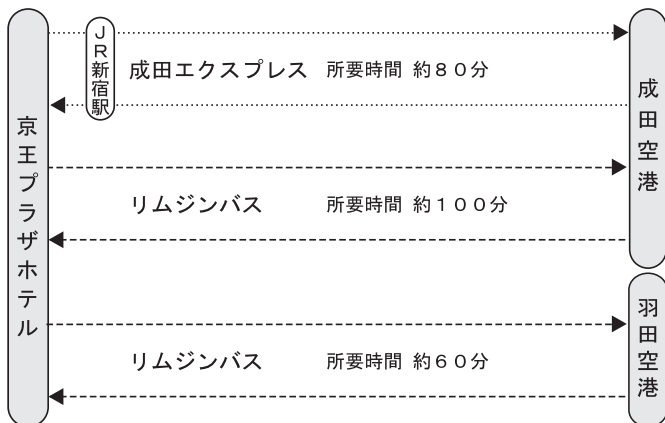 京王プラザホテル
JR新宿駅
成田エクスプレス 所要時間 約８０分
リムジンバス 所要時間 約１００分
成田空港
リムジンバス 所要時間 約６０分
羽田空港